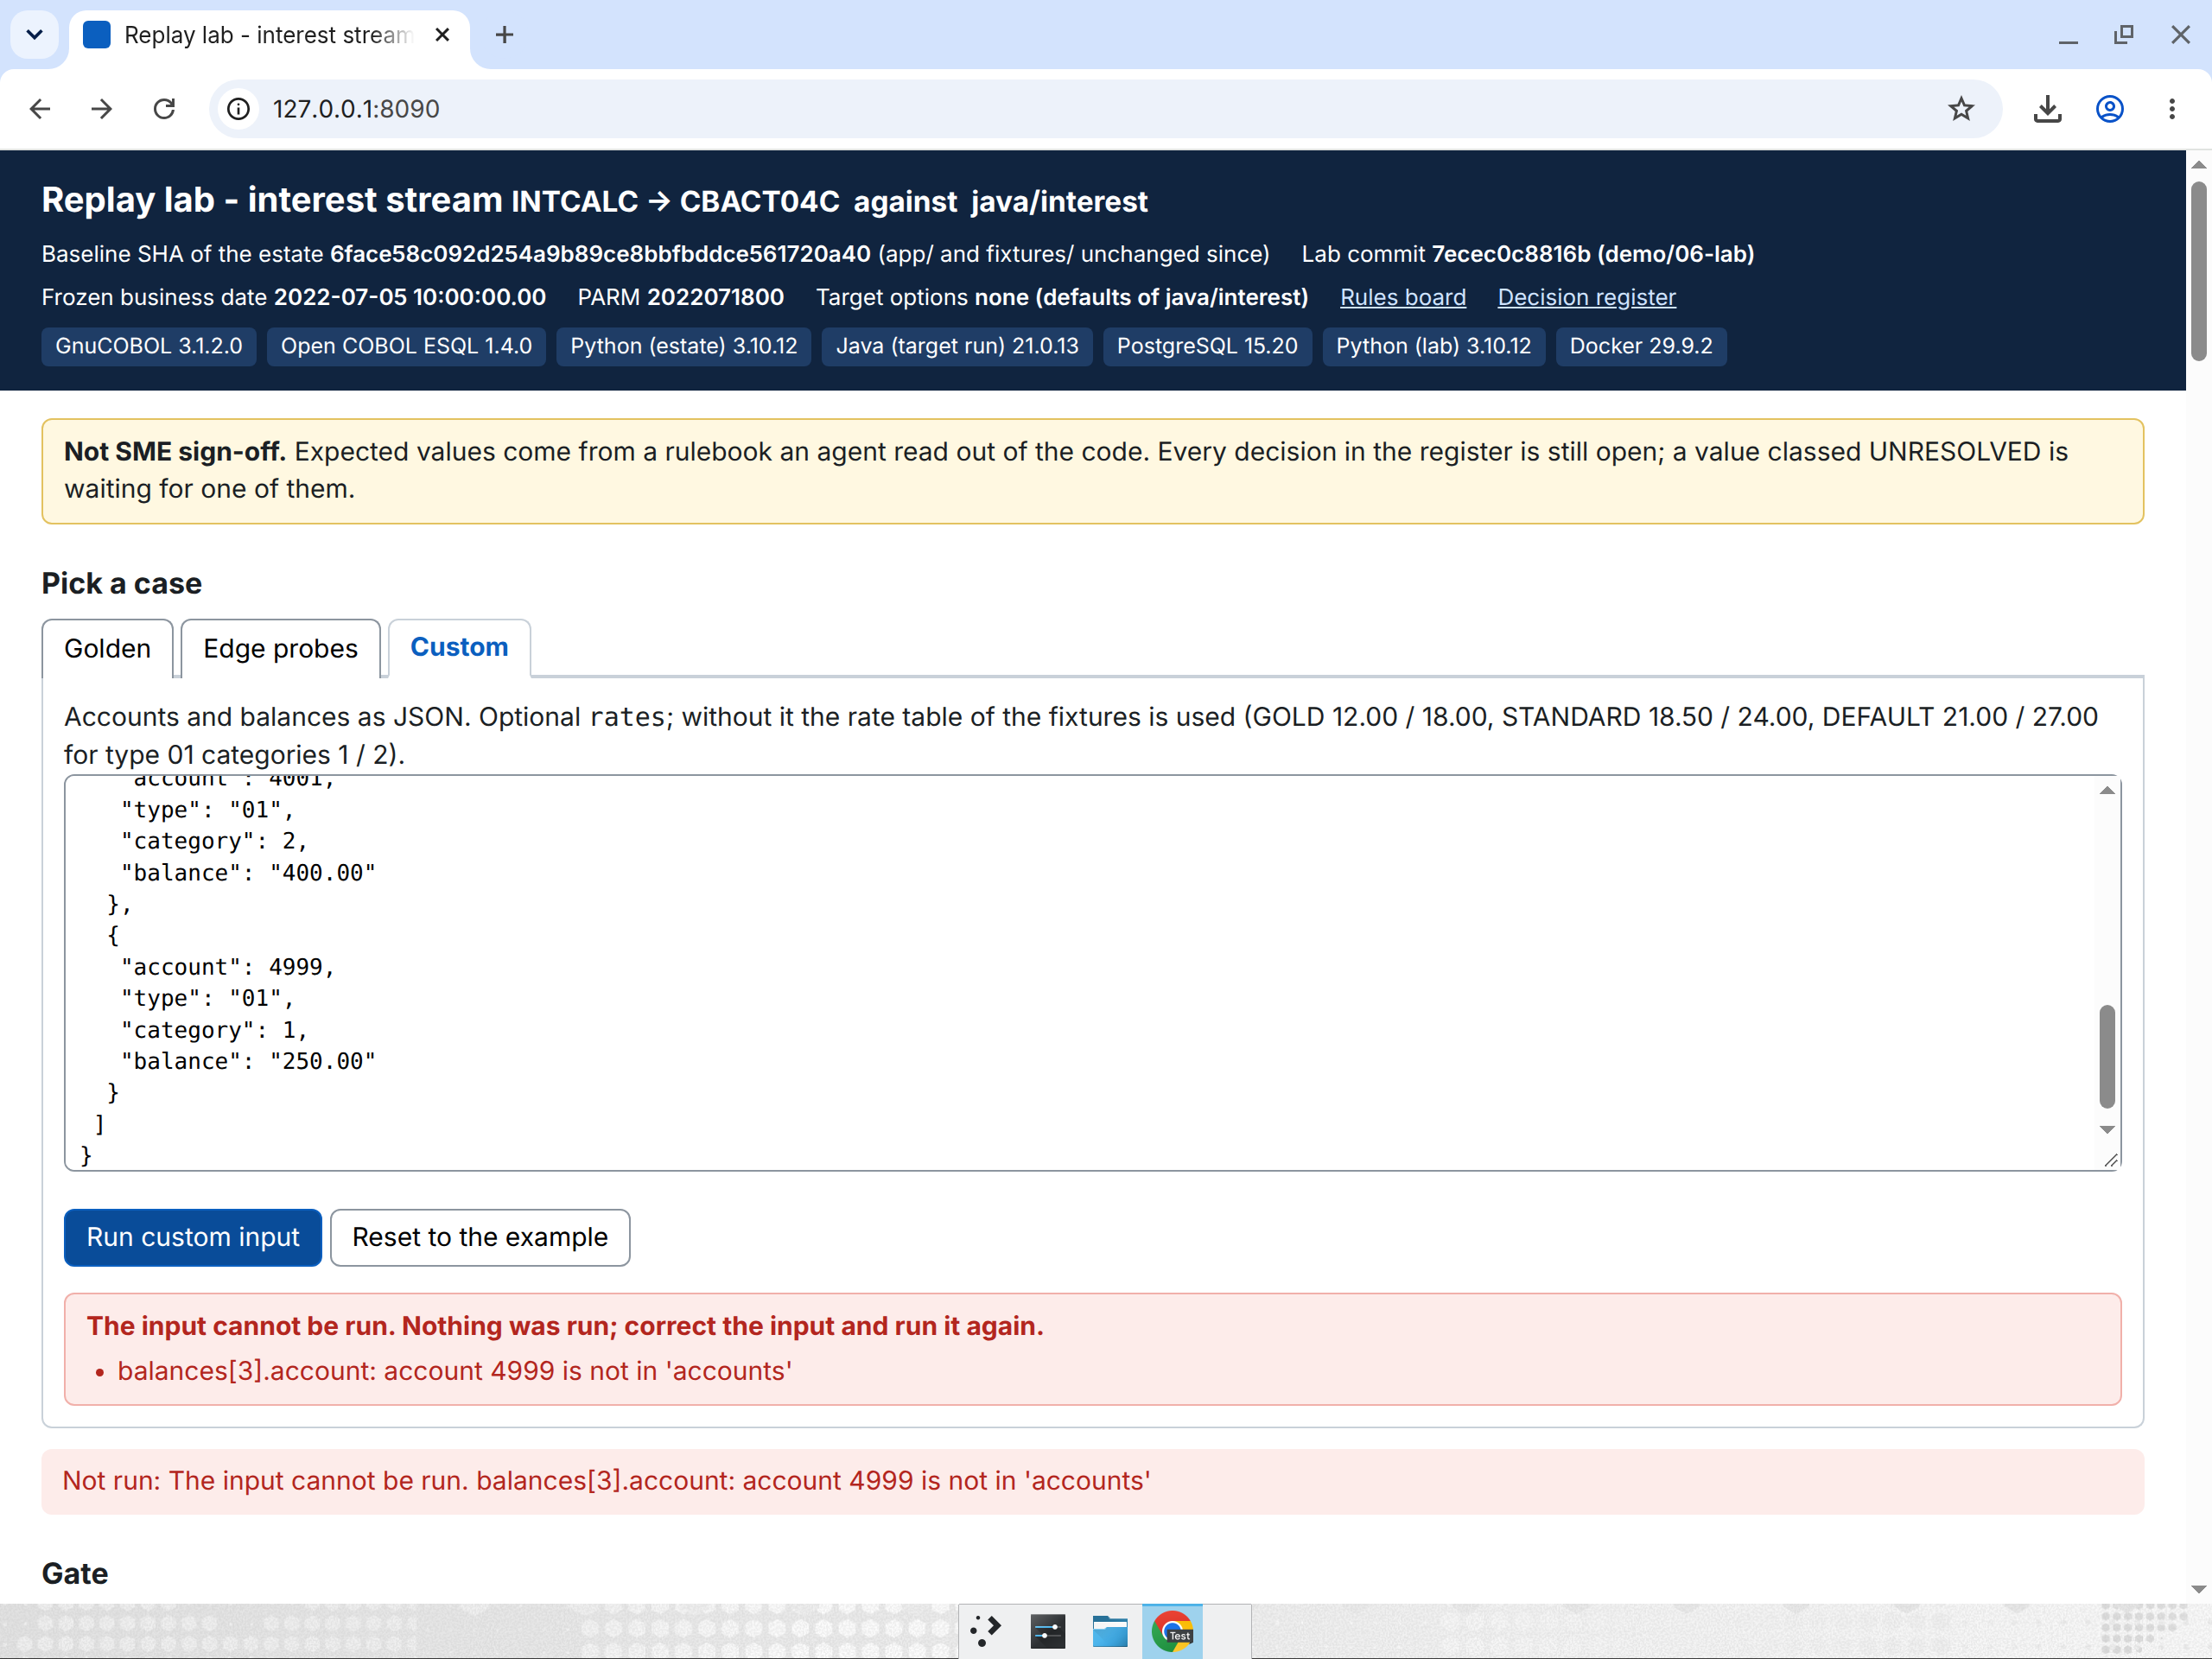 Replay lab - interest stream
127.0.0.1:8090
Replay lab - interest stream INTCALC → CBACT04C against java/interest
Baseline SHA of the estate 6face58c092d254a9b89ce8bbfbddce561720a40 (app/ and fixtures/ unchanged since) Lab commit 7ecec0c8816b (demo/06-lab)
Frozen business date 2022-07-05 10:00:00.00 PARM 2022071800 Target options none (defaults of java/interest) Rules board Decision register
GnuCOBOL 3.1.2.0 Open COBOL ESQL 1.4.0 Python (estate) 3.10.12 Java (target run) 21.0.13 PostgreSQL 15.20 Python (lab) 3.10.12 Docker 29.9.2
Not SME sign-off. Expected values come from a rulebook an agent read out of the code. Every decision in the register is still open; a value classed UNRESOLVED is
waiting for one of them.
Pick a case
Golden Edge probes Custom
Accounts and balances as JSON. Optional rates; without it the rate table of the fixtures is used (GOLD 12.00 / 18.00, STANDARD 18.50 / 24.00, DEFAULT 21.00 / 27.00
for type 01 categories 1 / 2).
"account": 4001,
"type": "01",
"category": 2,
"balance": "400.00"
},
{
"account": 4999,
"type": "01",
"category": 1,
"balance": "250.00"
}
]
}
Run custom input Reset to the example
The input cannot be run. Nothing was run; correct the input and run it again.
• balances[3].account: account 4999 is not in 'accounts'
Not run: The input cannot be run. balances[3].account: account 4999 is not in 'accounts'
Gate
Test